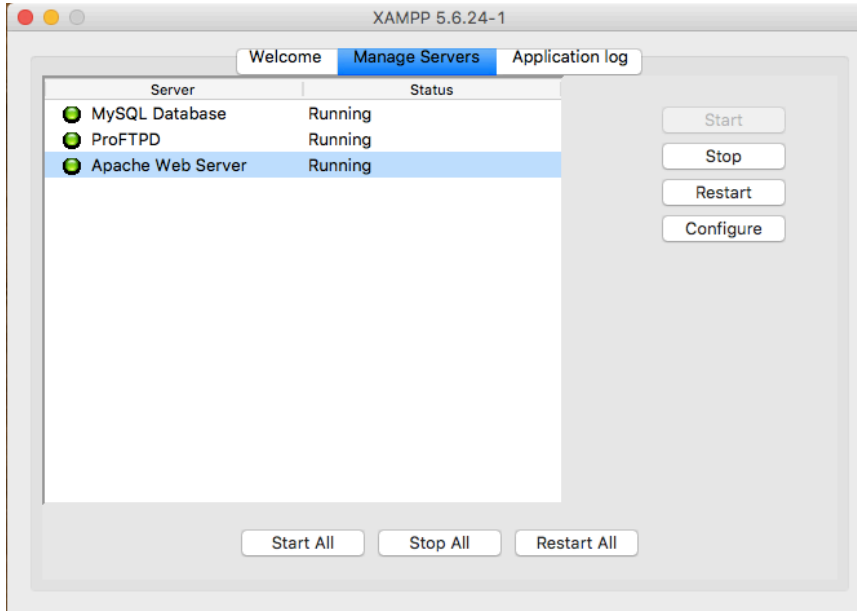 XAMPP 5.6.24-1
Welcome Manage Servers Application log
Server Status
MySQL Database Running
ProFTPD Running
Apache Web Server Running
Start
Stop
Restart
Configure
Start All Stop All Restart All